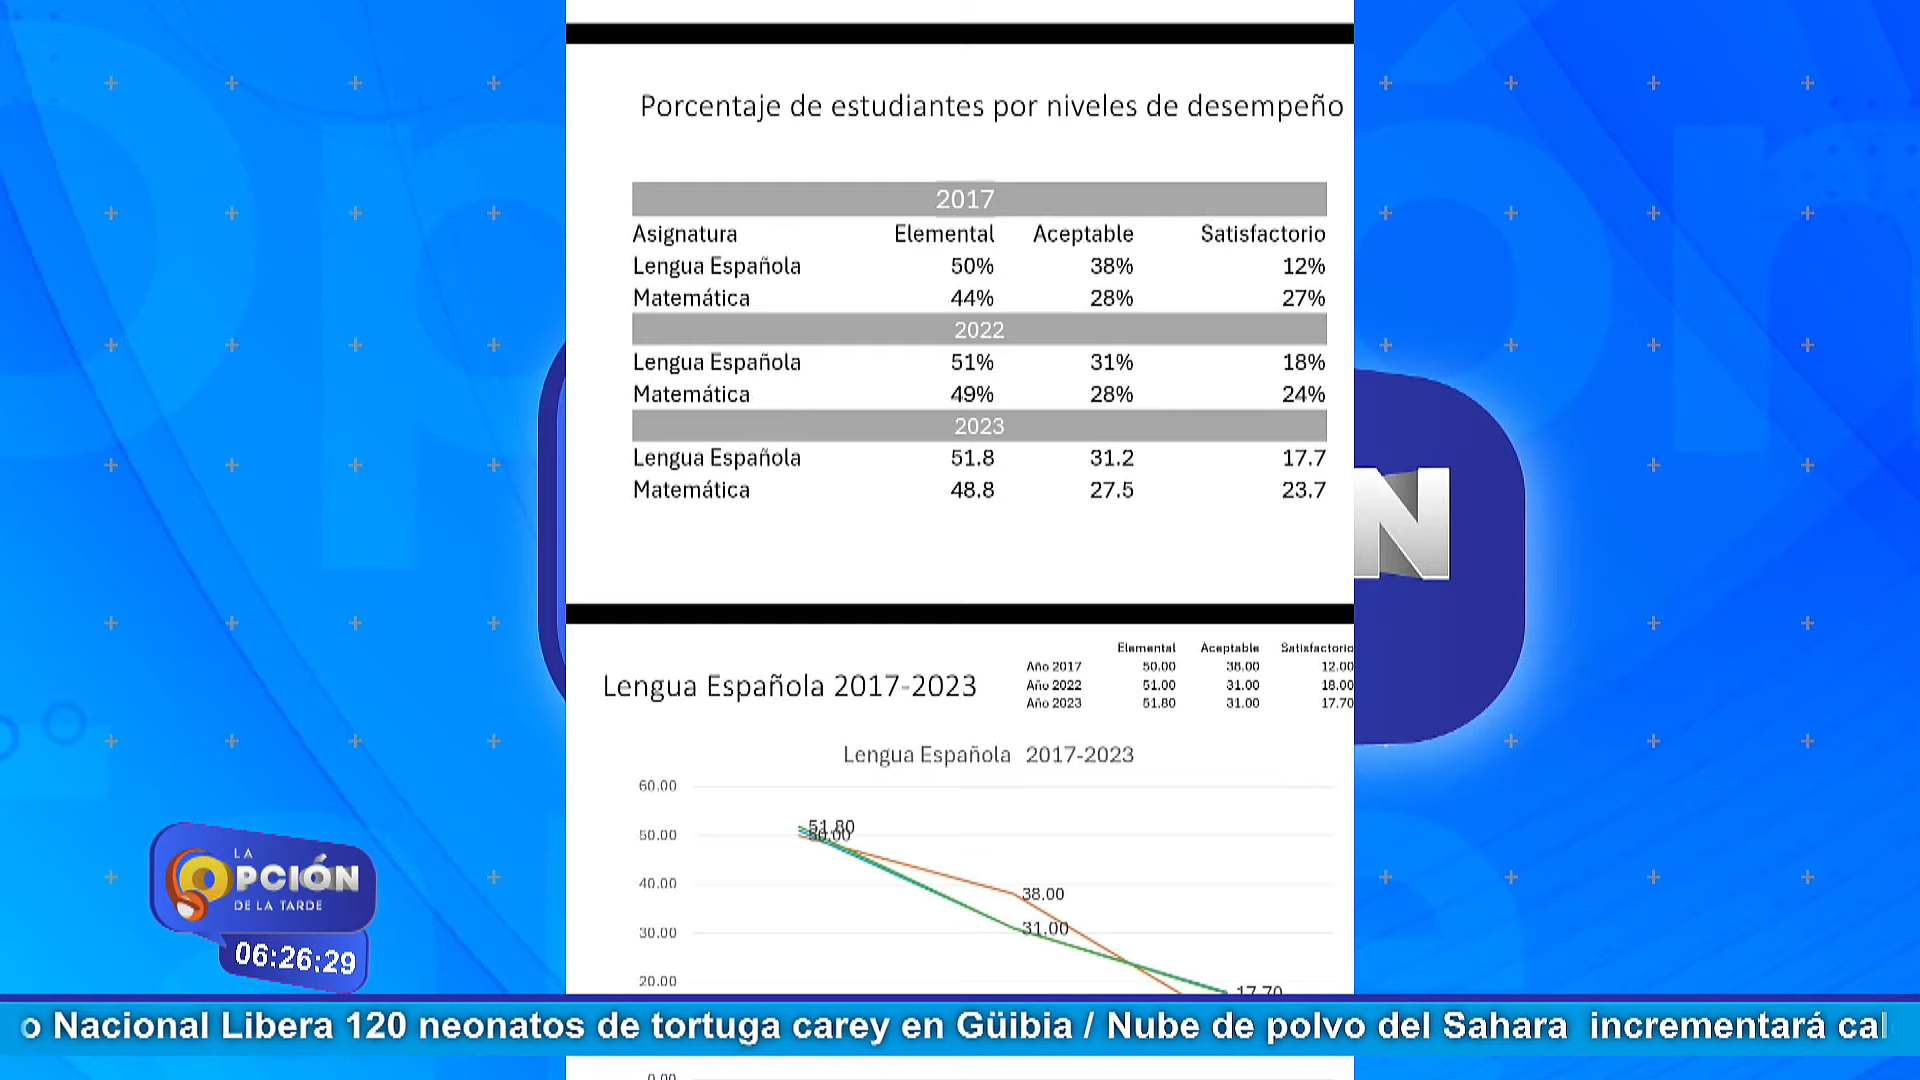 Porcentaje de estudiantes por niveles de desempeño
2017
Asignatura Elemental Aceptable Satisfactorio
Lengua Española 50% 38% 12%
Matemática 44% 28% 27%
2022
Lengua Española 51% 31% 18%
Matemática 49% 28% 24%
2023
Lengua Española 51.8 31.2 17.7
Matemática 48.8 27.5 23.7
Elemental Aceptable Satisfactorio
Año 2017 50.00 38.00 12.00
Año 2022 51.00 31.00 18.00
Año 2023 51.80 31.00 17.70
Lengua Española 2017-2023
Lengua Española 2017-2023
60.00
50.00
40.00
30.00
20.00
51.80
50.00
38.00
31.00
17.70
N
LA
OPCIÓN
DE LA TARDE
06:26:29
o Nacional Libera 120 neonatos de tortuga carey en Güibia / Nube de polvo del Sahara incrementará cal